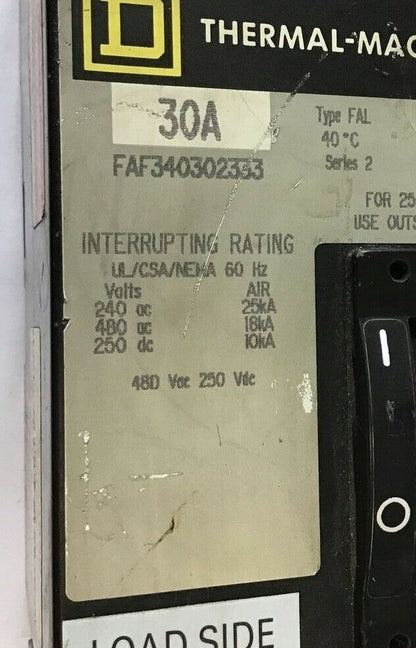 D
THERMAL-MAG
30A
Type FAL
40°C
FAF340302333
Series 2
FOR 25
USE OUTS
INTERRUPTING RATING
UL/CSA/NEMA 60 Hz
Volts AIR
240 ac 25kA
480 ac 18kA
250 dc 10kA
480 Vac 250 Vdc
I
O
LOAD SIDE